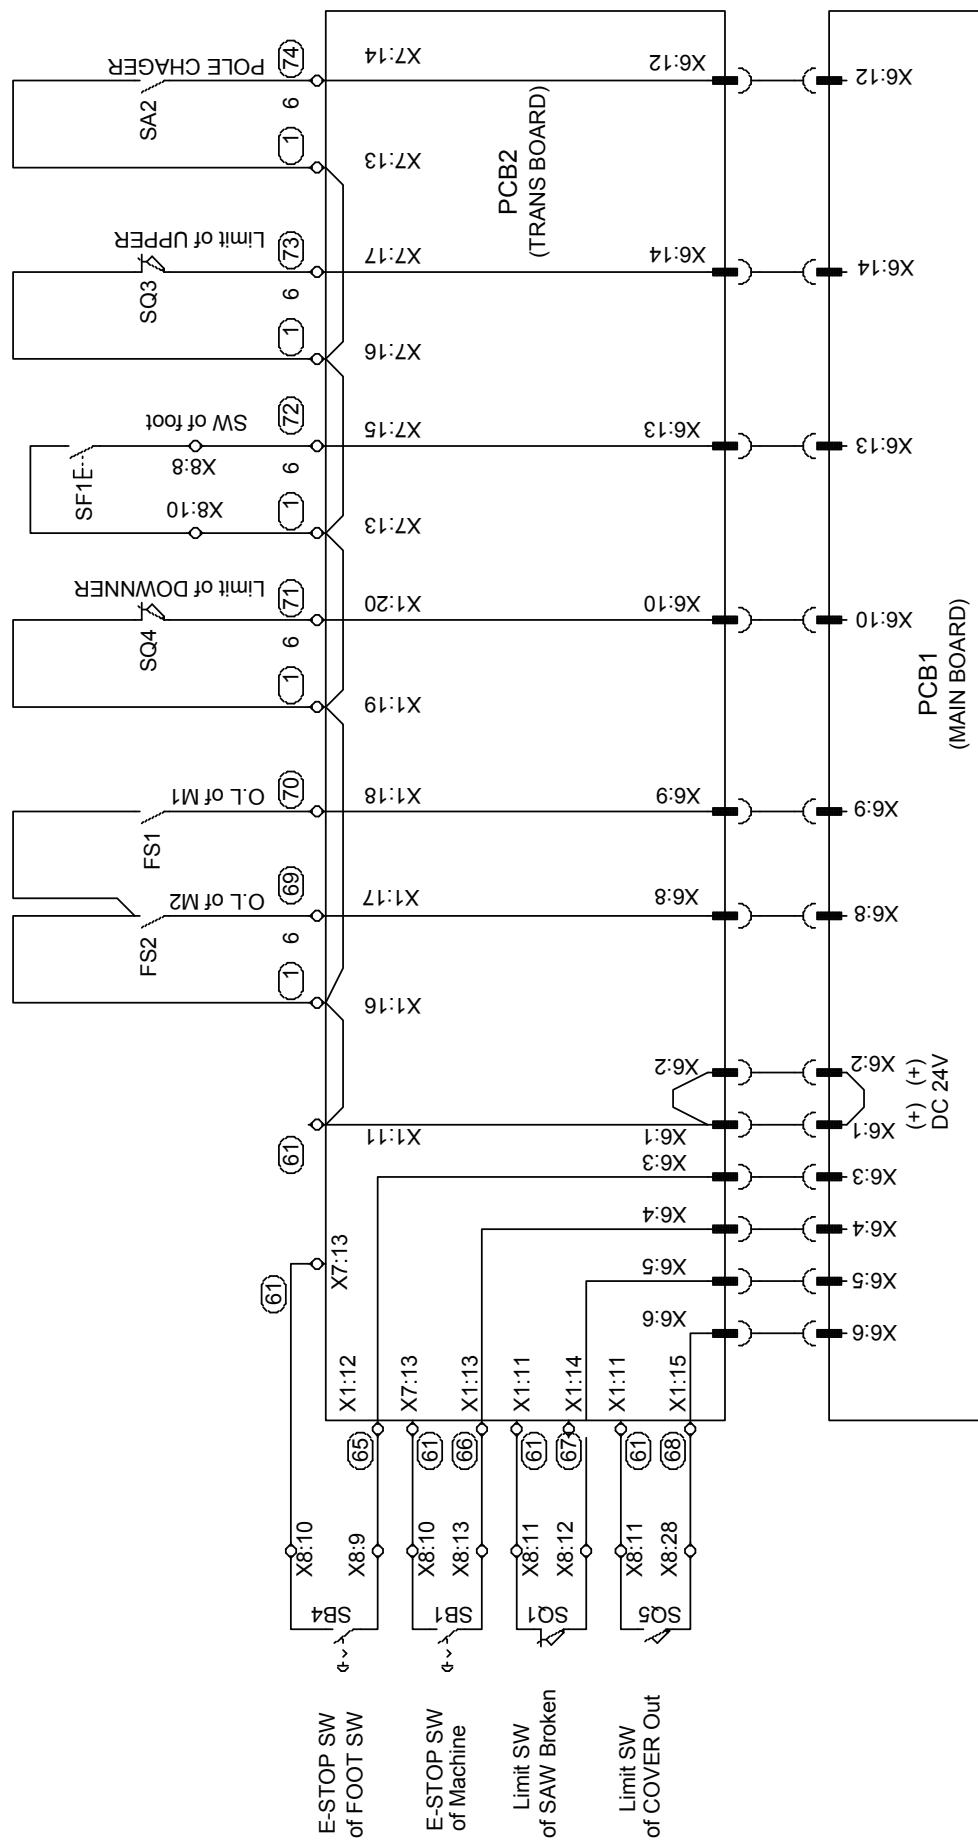 POLE CHAGER
SA2
74
6
1
X7:14
X7:13
X6:12
X6:12
PCB2
(TRANS BOARD)
Limit of UPPER
SQ3
73
6
1
X7:17
X7:16
X6:14
X6:14
SW of foot
SF1
X8:8
X8:10
72
6
1
X7:15
X7:13
X6:13
X6:13
Limit of DOWNNER
SQ4
71
6
1
X1:20
X1:19
X6:10
X6:10
PCB1
(MAIN BOARD)
O.L of M1
FS1
70
X1:18
X6:9
X6:9
O.L of M2
FS2
69
6
1
X1:17
X1:16
X6:8
X6:8
X6:2
X6:2
(+) (+)
DC 24V
61
X1:11
X6:1
X6:1
X6:3
X6:3
X6:4
X6:4
X6:5
X6:5
X6:6
X6:6
61
X7:13
X1:12
X7:13
X1:13
X1:11
X1:14
X1:11
X1:15
65
61
66
61
67
61
68
X8:10
X8:9
X8:10
X8:13
X8:11
X8:12
X8:11
X8:28
SB4
SB1
SQ1
SQ5
E-STOP SW
of FOOT SW
E-STOP SW
of Machine
Limit SW
of SAW Broken
Limit SW
of COVER Out